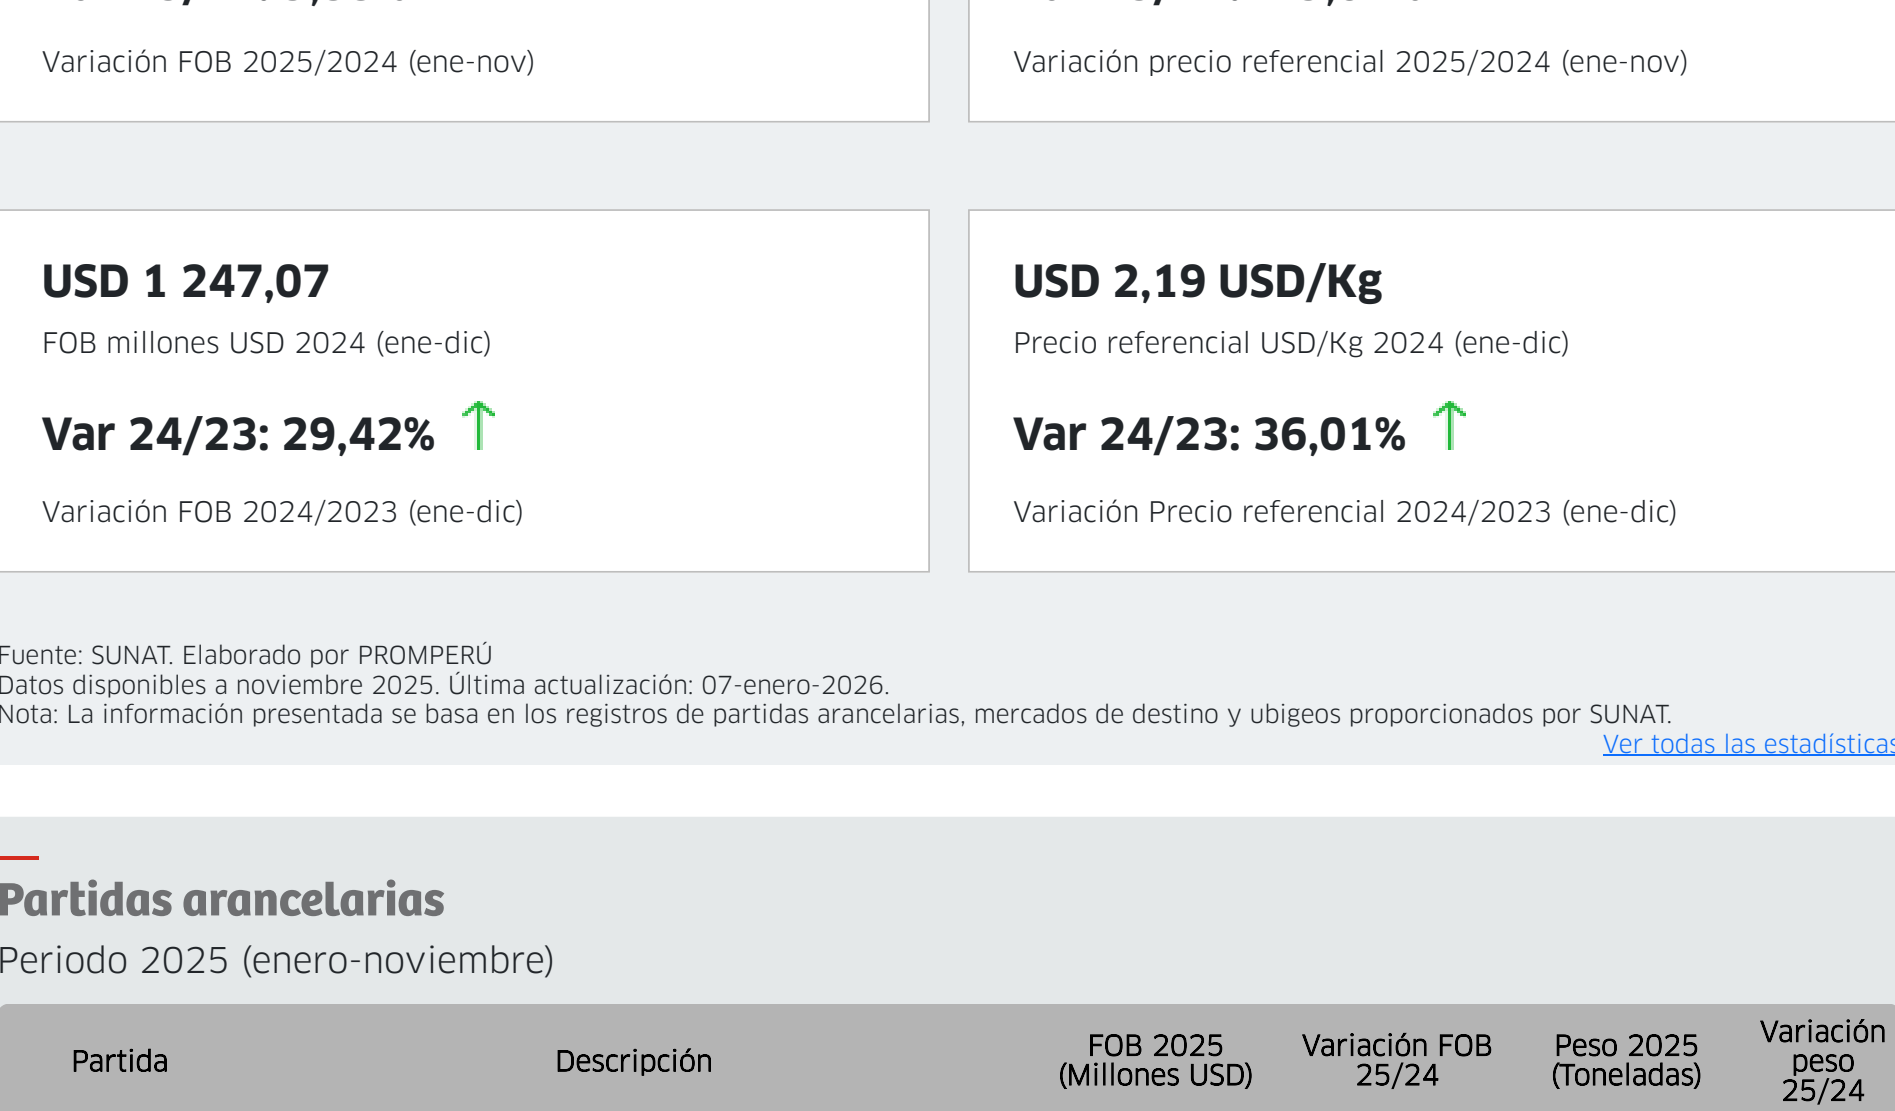 Variación FOB 2025/2024 (ene-nov)
Variación precio referencial 2025/2024 (ene-nov)
USD 1 247,07
FOB millones USD 2024 (ene-dic)
Var 24/23: 29,42% ↑
Variación FOB 2024/2023 (ene-dic)
USD 2,19 USD/Kg
Precio referencial USD/Kg 2024 (ene-dic)
Var 24/23: 36,01% ↑
Variación Precio referencial 2024/2023 (ene-dic)
Fuente: SUNAT. Elaborado por PROMPERÚ
Datos disponibles a noviembre 2025. Última actualización: 07-enero-2026.
Nota: La información presentada se basa en los registros de partidas arancelarias, mercados de destino y ubigeos proporcionados por SUNAT.
Ver todas las estadísticas
Partidas arancelarias
Periodo 2025 (enero-noviembre)
Partida
Descripción
FOB 2025
(Millones USD)
Variación FOB
25/24
Peso 2025
(Toneladas)
Variación
peso
25/24